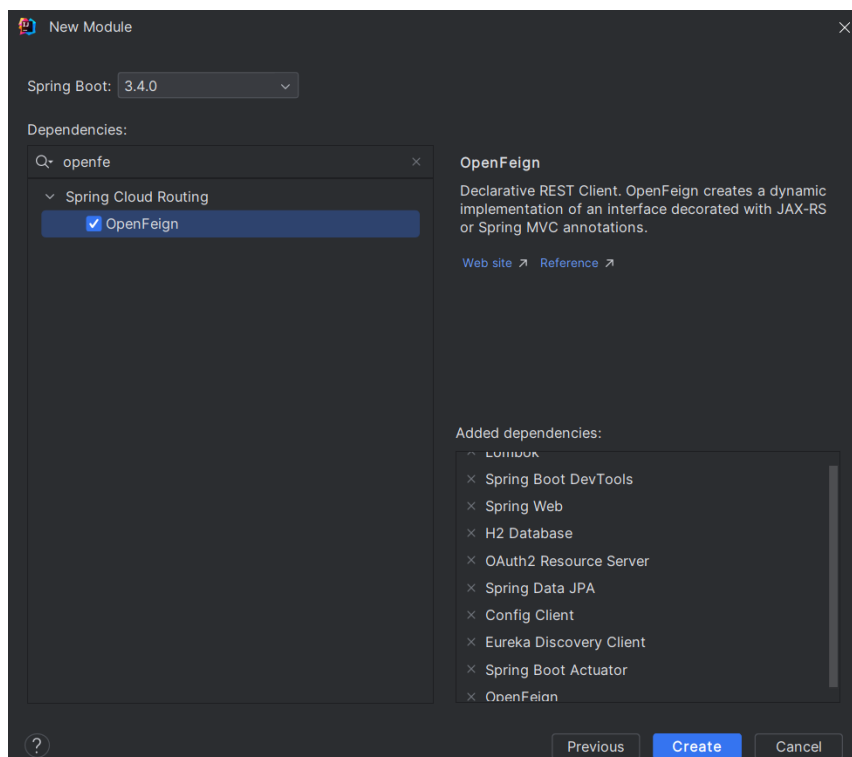 New Module
Spring Boot: 3.4.0
Dependencies:
openfe
Spring Cloud Routing
OpenFeign
OpenFeign
Declarative REST Client. OpenFeign creates a dynamic
implementation of an interface decorated with JAX-RS
or Spring MVC annotations.
Web site Reference
Added dependencies:
Lombok
Spring Boot DevTools
Spring Web
H2 Database
OAuth2 Resource Server
Spring Data JPA
Config Client
Eureka Discovery Client
Spring Boot Actuator
OpenFeign
? Previous Create Cancel